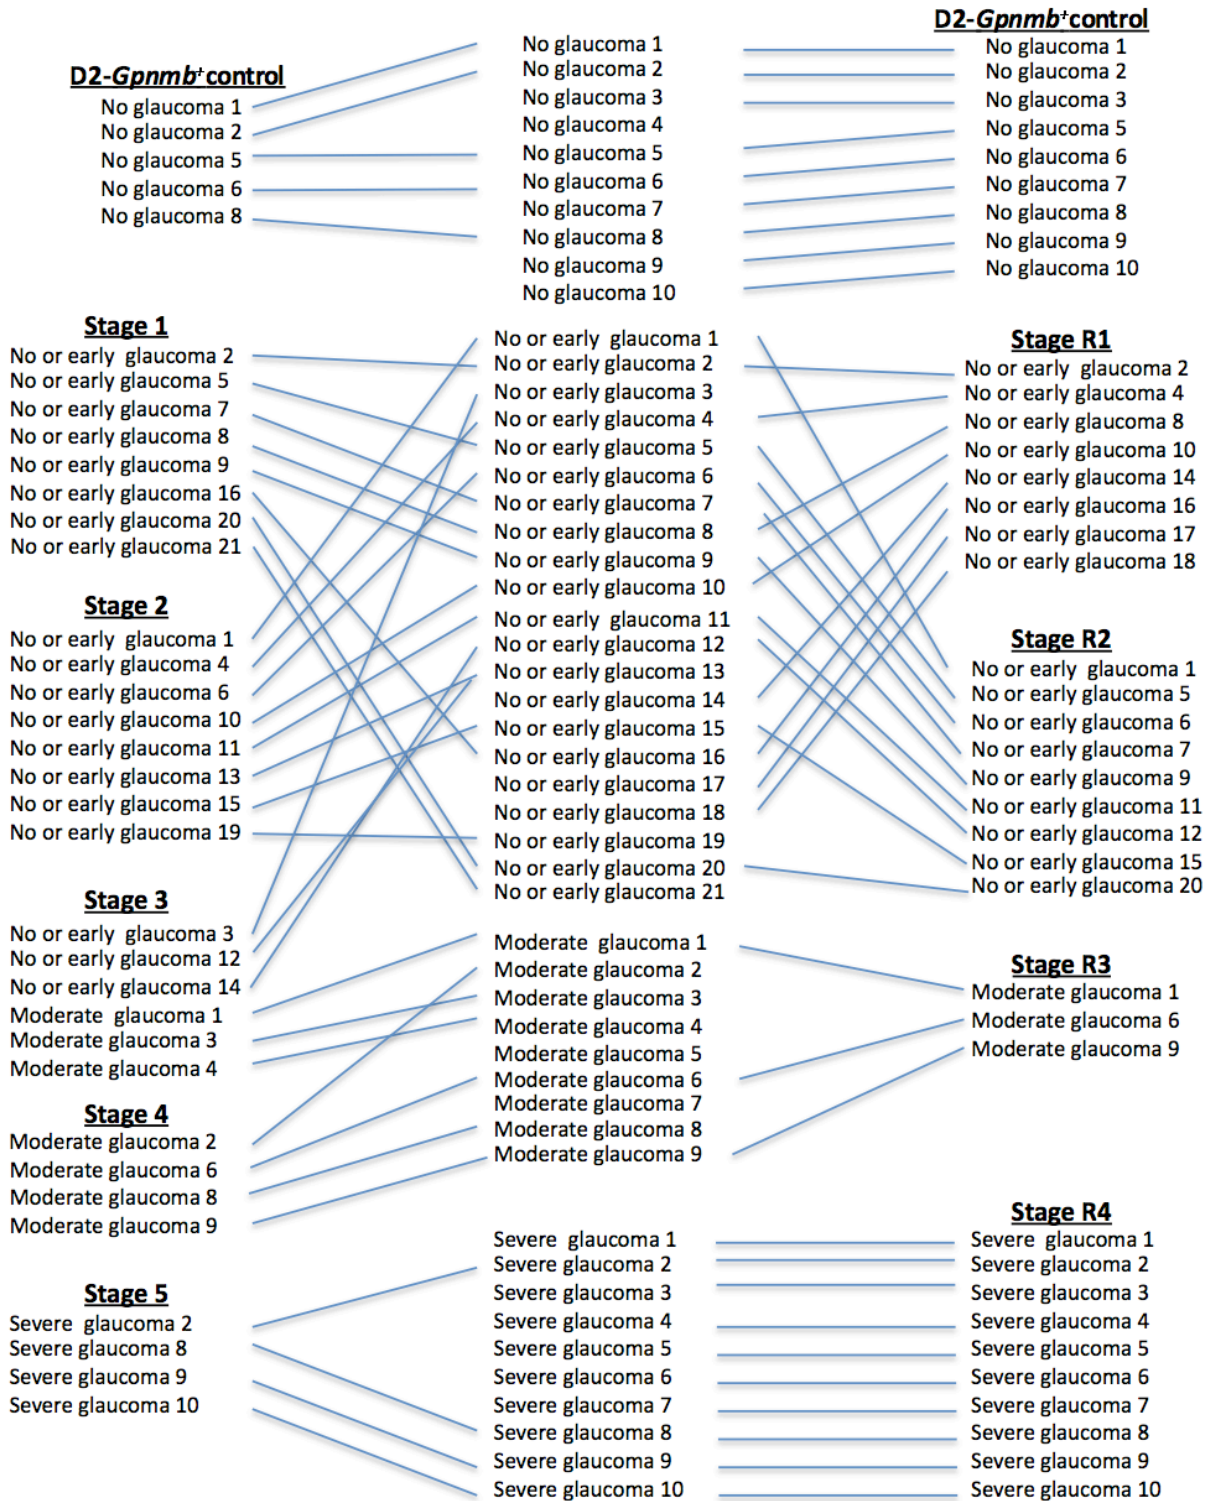 D2-Gpnmb+ control
No glaucoma 1
No glaucoma 2
No glaucoma 5
No glaucoma 6
No glaucoma 8
Stage 1
No or early glaucoma 2
No or early glaucoma 5
No or early glaucoma 7
No or early glaucoma 8
No or early glaucoma 9
No or early glaucoma 16
No or early glaucoma 20
No or early glaucoma 21
Stage 2
No or early glaucoma 1
No or early glaucoma 4
No or early glaucoma 6
No or early glaucoma 10
No or early glaucoma 11
No or early glaucoma 13
No or early glaucoma 15
No or early glaucoma 19
Stage 3
No or early glaucoma 3
No or early glaucoma 12
No or early glaucoma 14
Moderate glaucoma 1
Moderate glaucoma 3
Moderate glaucoma 4
Stage 4
Moderate glaucoma 2
Moderate glaucoma 6
Moderate glaucoma 8
Moderate glaucoma 9
Stage 5
Severe glaucoma 2
Severe glaucoma 8
Severe glaucoma 9
Severe glaucoma 10
No glaucoma 1
No glaucoma 2
No glaucoma 3
No glaucoma 4
No glaucoma 5
No glaucoma 6
No glaucoma 7
No glaucoma 8
No glaucoma 9
No glaucoma 10
No or early glaucoma 1
No or early glaucoma 2
No or early glaucoma 3
No or early glaucoma 4
No or early glaucoma 5
No or early glaucoma 6
No or early glaucoma 7
No or early glaucoma 8
No or early glaucoma 9
No or early glaucoma 10
No or early glaucoma 11
No or early glaucoma 12
No or early glaucoma 13
No or early glaucoma 14
No or early glaucoma 15
No or early glaucoma 16
No or early glaucoma 17
No or early glaucoma 18
No or early glaucoma 19
No or early glaucoma 20
No or early glaucoma 21
Moderate glaucoma 1
Moderate glaucoma 2
Moderate glaucoma 3
Moderate glaucoma 4
Moderate glaucoma 5
Moderate glaucoma 6
Moderate glaucoma 7
Moderate glaucoma 8
Moderate glaucoma 9
Severe glaucoma 1
Severe glaucoma 2
Severe glaucoma 3
Severe glaucoma 4
Severe glaucoma 5
Severe glaucoma 6
Severe glaucoma 7
Severe glaucoma 8
Severe glaucoma 9
Severe glaucoma 10
D2-Gpnmb+ control
No glaucoma 1
No glaucoma 2
No glaucoma 3
No glaucoma 5
No glaucoma 6
No glaucoma 7
No glaucoma 8
No glaucoma 9
No glaucoma 10
Stage R1
No or early glaucoma 2
No or early glaucoma 4
No or early glaucoma 8
No or early glaucoma 10
No or early glaucoma 14
No or early glaucoma 16
No or early glaucoma 17
No or early glaucoma 18
Stage R2
No or early glaucoma 1
No or early glaucoma 5
No or early glaucoma 6
No or early glaucoma 7
No or early glaucoma 9
No or early glaucoma 11
No or early glaucoma 12
No or early glaucoma 15
No or early glaucoma 20
Stage R3
Moderate glaucoma 1
Moderate glaucoma 6
Moderate glaucoma 9
Stage R4
Severe glaucoma 1
Severe glaucoma 2
Severe glaucoma 3
Severe glaucoma 4
Severe glaucoma 5
Severe glaucoma 6
Severe glaucoma 7
Severe glaucoma 8
Severe glaucoma 9
Severe glaucoma 10